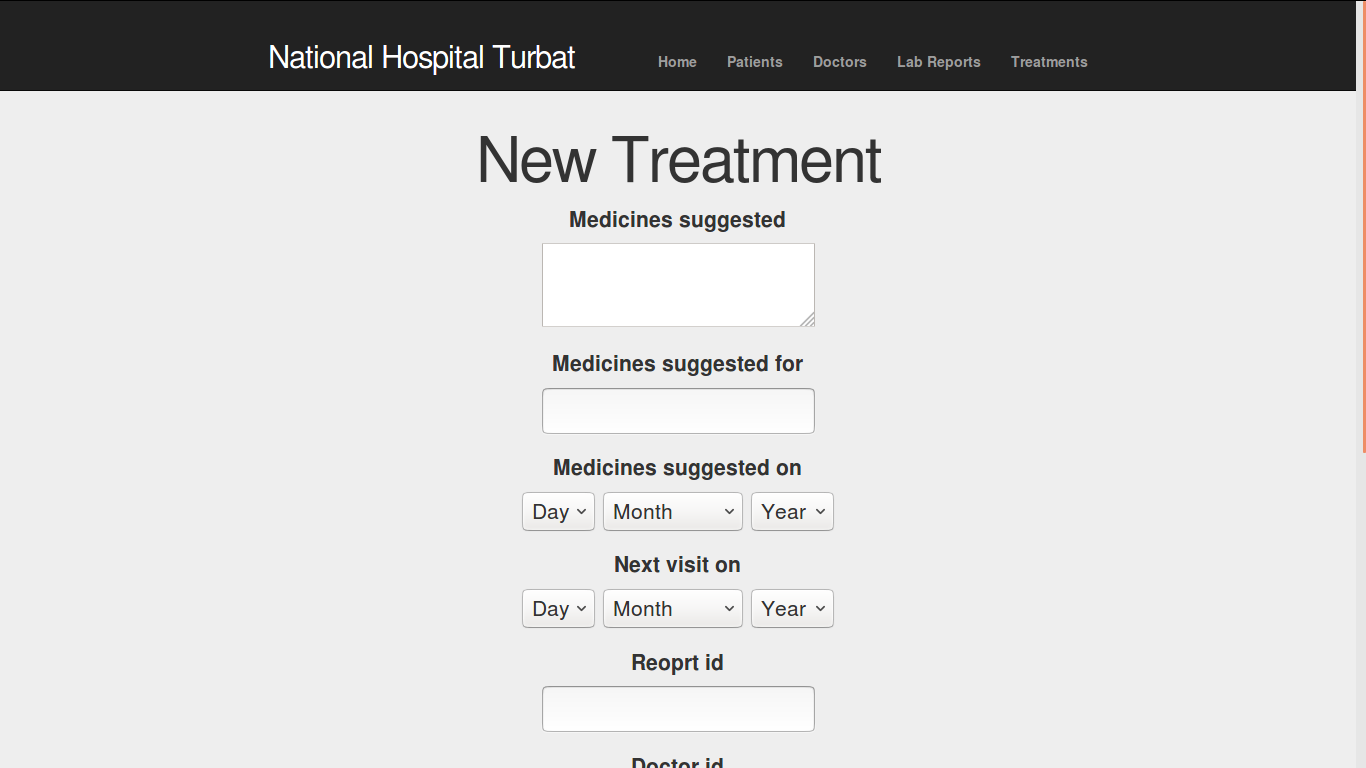 National Hospital Turbat Home Patients Doctors Lab Reports Treatments
New Treatment
Medicines suggested
Medicines suggested for
Medicines suggested on
Day Month Year
Next visit on
Day Month Year
Reoprt id
Doctor id